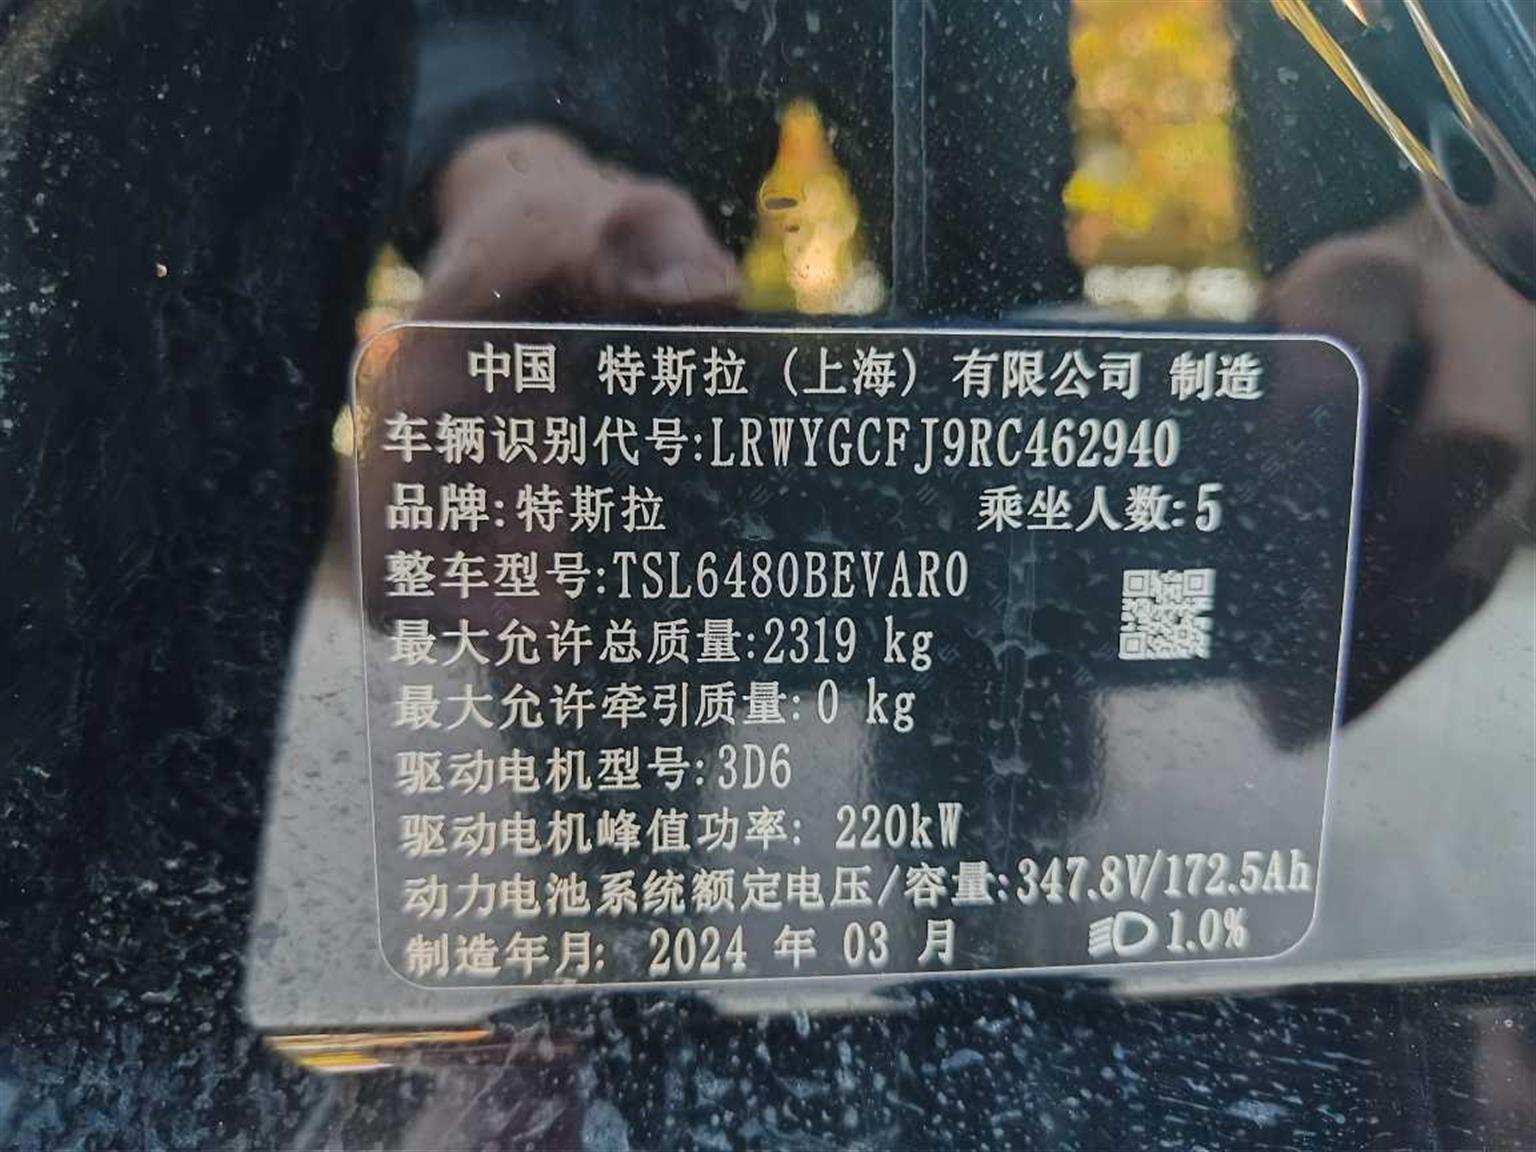 中国 特斯拉（上海）有限公司 制造
车辆识别代号:LRWYGCFJ9RC462940
品牌:特斯拉 乘坐人数:5
整车型号:TSL6480BEVAR0
最大允许总质量:2319 kg
最大允许牵引质量:0 kg
驱动电机型号:3D6
驱动电机峰值功率: 220kW
动力电池系统额定电压/容量:347.8V/172.5Ah
制造年月: 2024 年 03 月 1.0%